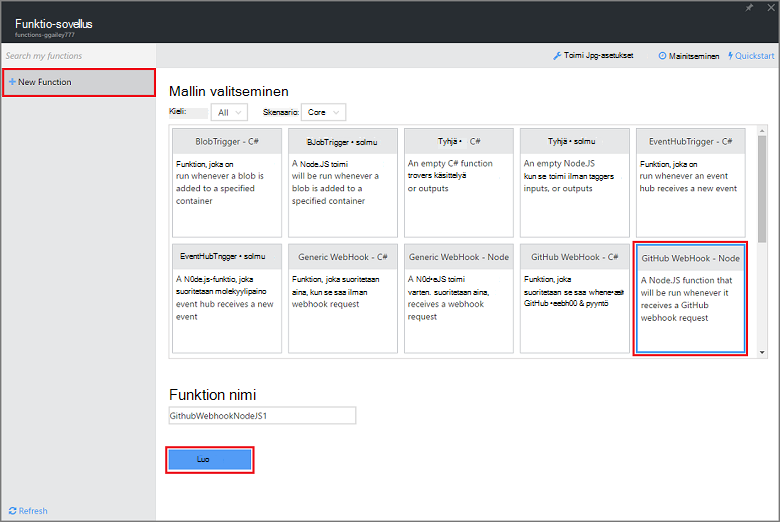 Funktio-sovellus
functions-ggailey777
Search my functions
Toimi Jpg-asetukset
Mainitseminen
Quickstart
New Function
Mallin valitseminen
Kieli:
All
Skenaario:
Core
BlobTrigger - C#
Funktion, joka on
run whenever a blob is
added to a specified
container
BJobTrigger • solmu
A Node.JS toimi
will be run whenever a
blob is added to a
specified container
Tyhjä • C#
An empty C# function
trovers käsittelyä
or outputs
Tyhjä • solmu
An empty Node.JS
kun se toimi ilman taggers
inputs, or outputs
EventHubTrigger - C#
Funktion, joka on
run whenever an event
hub receives a new event
EventHubTrigger • solmu
A N0de.js-funktio, joka
suoritetaan molekyylipaino
event hub receives a new
event
Generic WebHook - C#
Funktion, joka suoritetaan
aina, kun se saa ilman
webhook request
Generic WebHook - Node
A N0d•eJS toimi
varten. suoritetaan aina,
receives a webhook
request
GitHub WebHook - C#
Funktion, joka
suoritetaan se saa
GitHub •eebh00 & pyyntö
GitHub WebHook - Node
A Node.JS function that
will be run whenever it
receives a GitHub
webhook request
Funktion nimi
GithubWebhookNodeJS1
Luo
Refresh